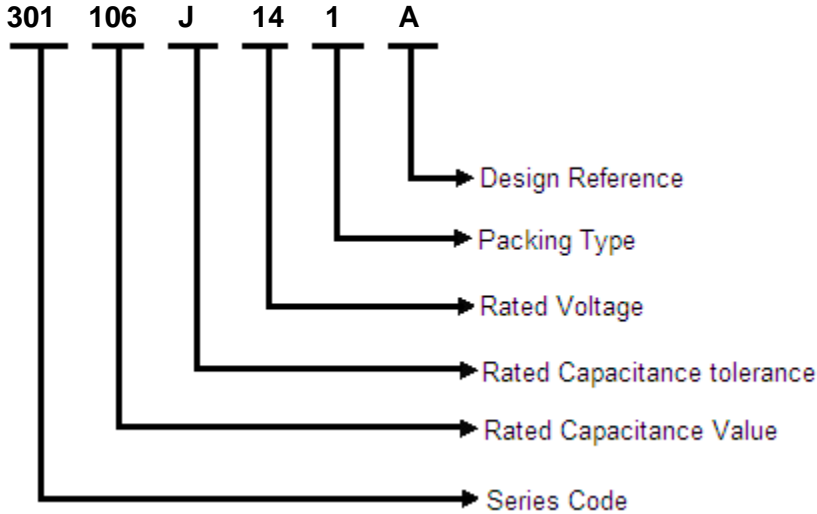 301 106 J 14 1 A
Design Reference
Packing Type
Rated Voltage
Rated Capacitance tolerance
Rated Capacitance Value
Series Code